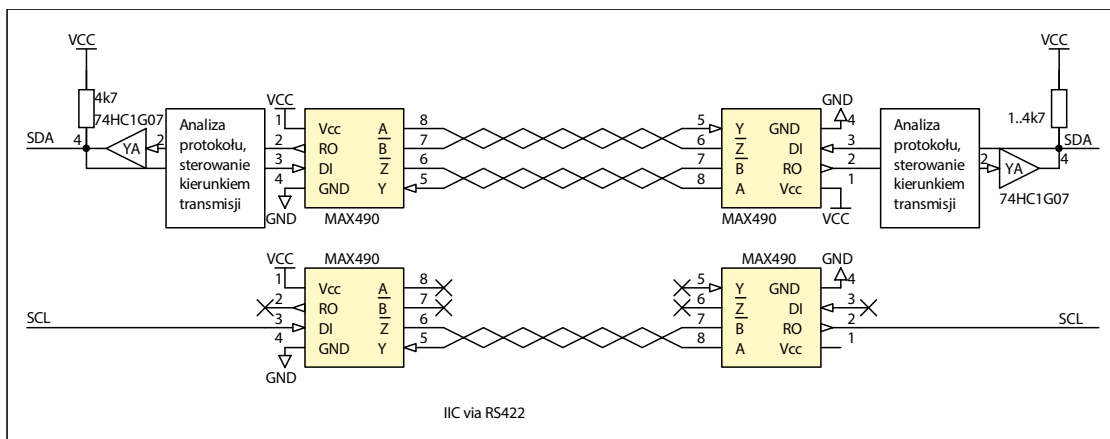 VCC VCC
4k7 VCC GND
74HC1G07 1 5 4 1..4k7
SDA 4 YA 2 Analiza protokołu, sterowanie kierunkiem transmisji 2 3 4 GND
Vcc A 8
RO B 7
DI Z 6
GND Y 5
MAX490
5 Y GND 4
6 Z DI 3
7 B RO 2
8 A Vcc 1
MAX490 VCC
Analiza protokołu, sterowanie kierunkiem transmisji
2 YA 4 SDA
74HC1G07
VCC MAX490 MAX490 GND
1 Vcc A 8 5 Y GND 4
2 RO B 7 6 Z DI 3
SCL 3 DI Z 6 7 B RO 2 SCL
4 GND Y 5 8 A Vcc 1
GND
IIC via RS422